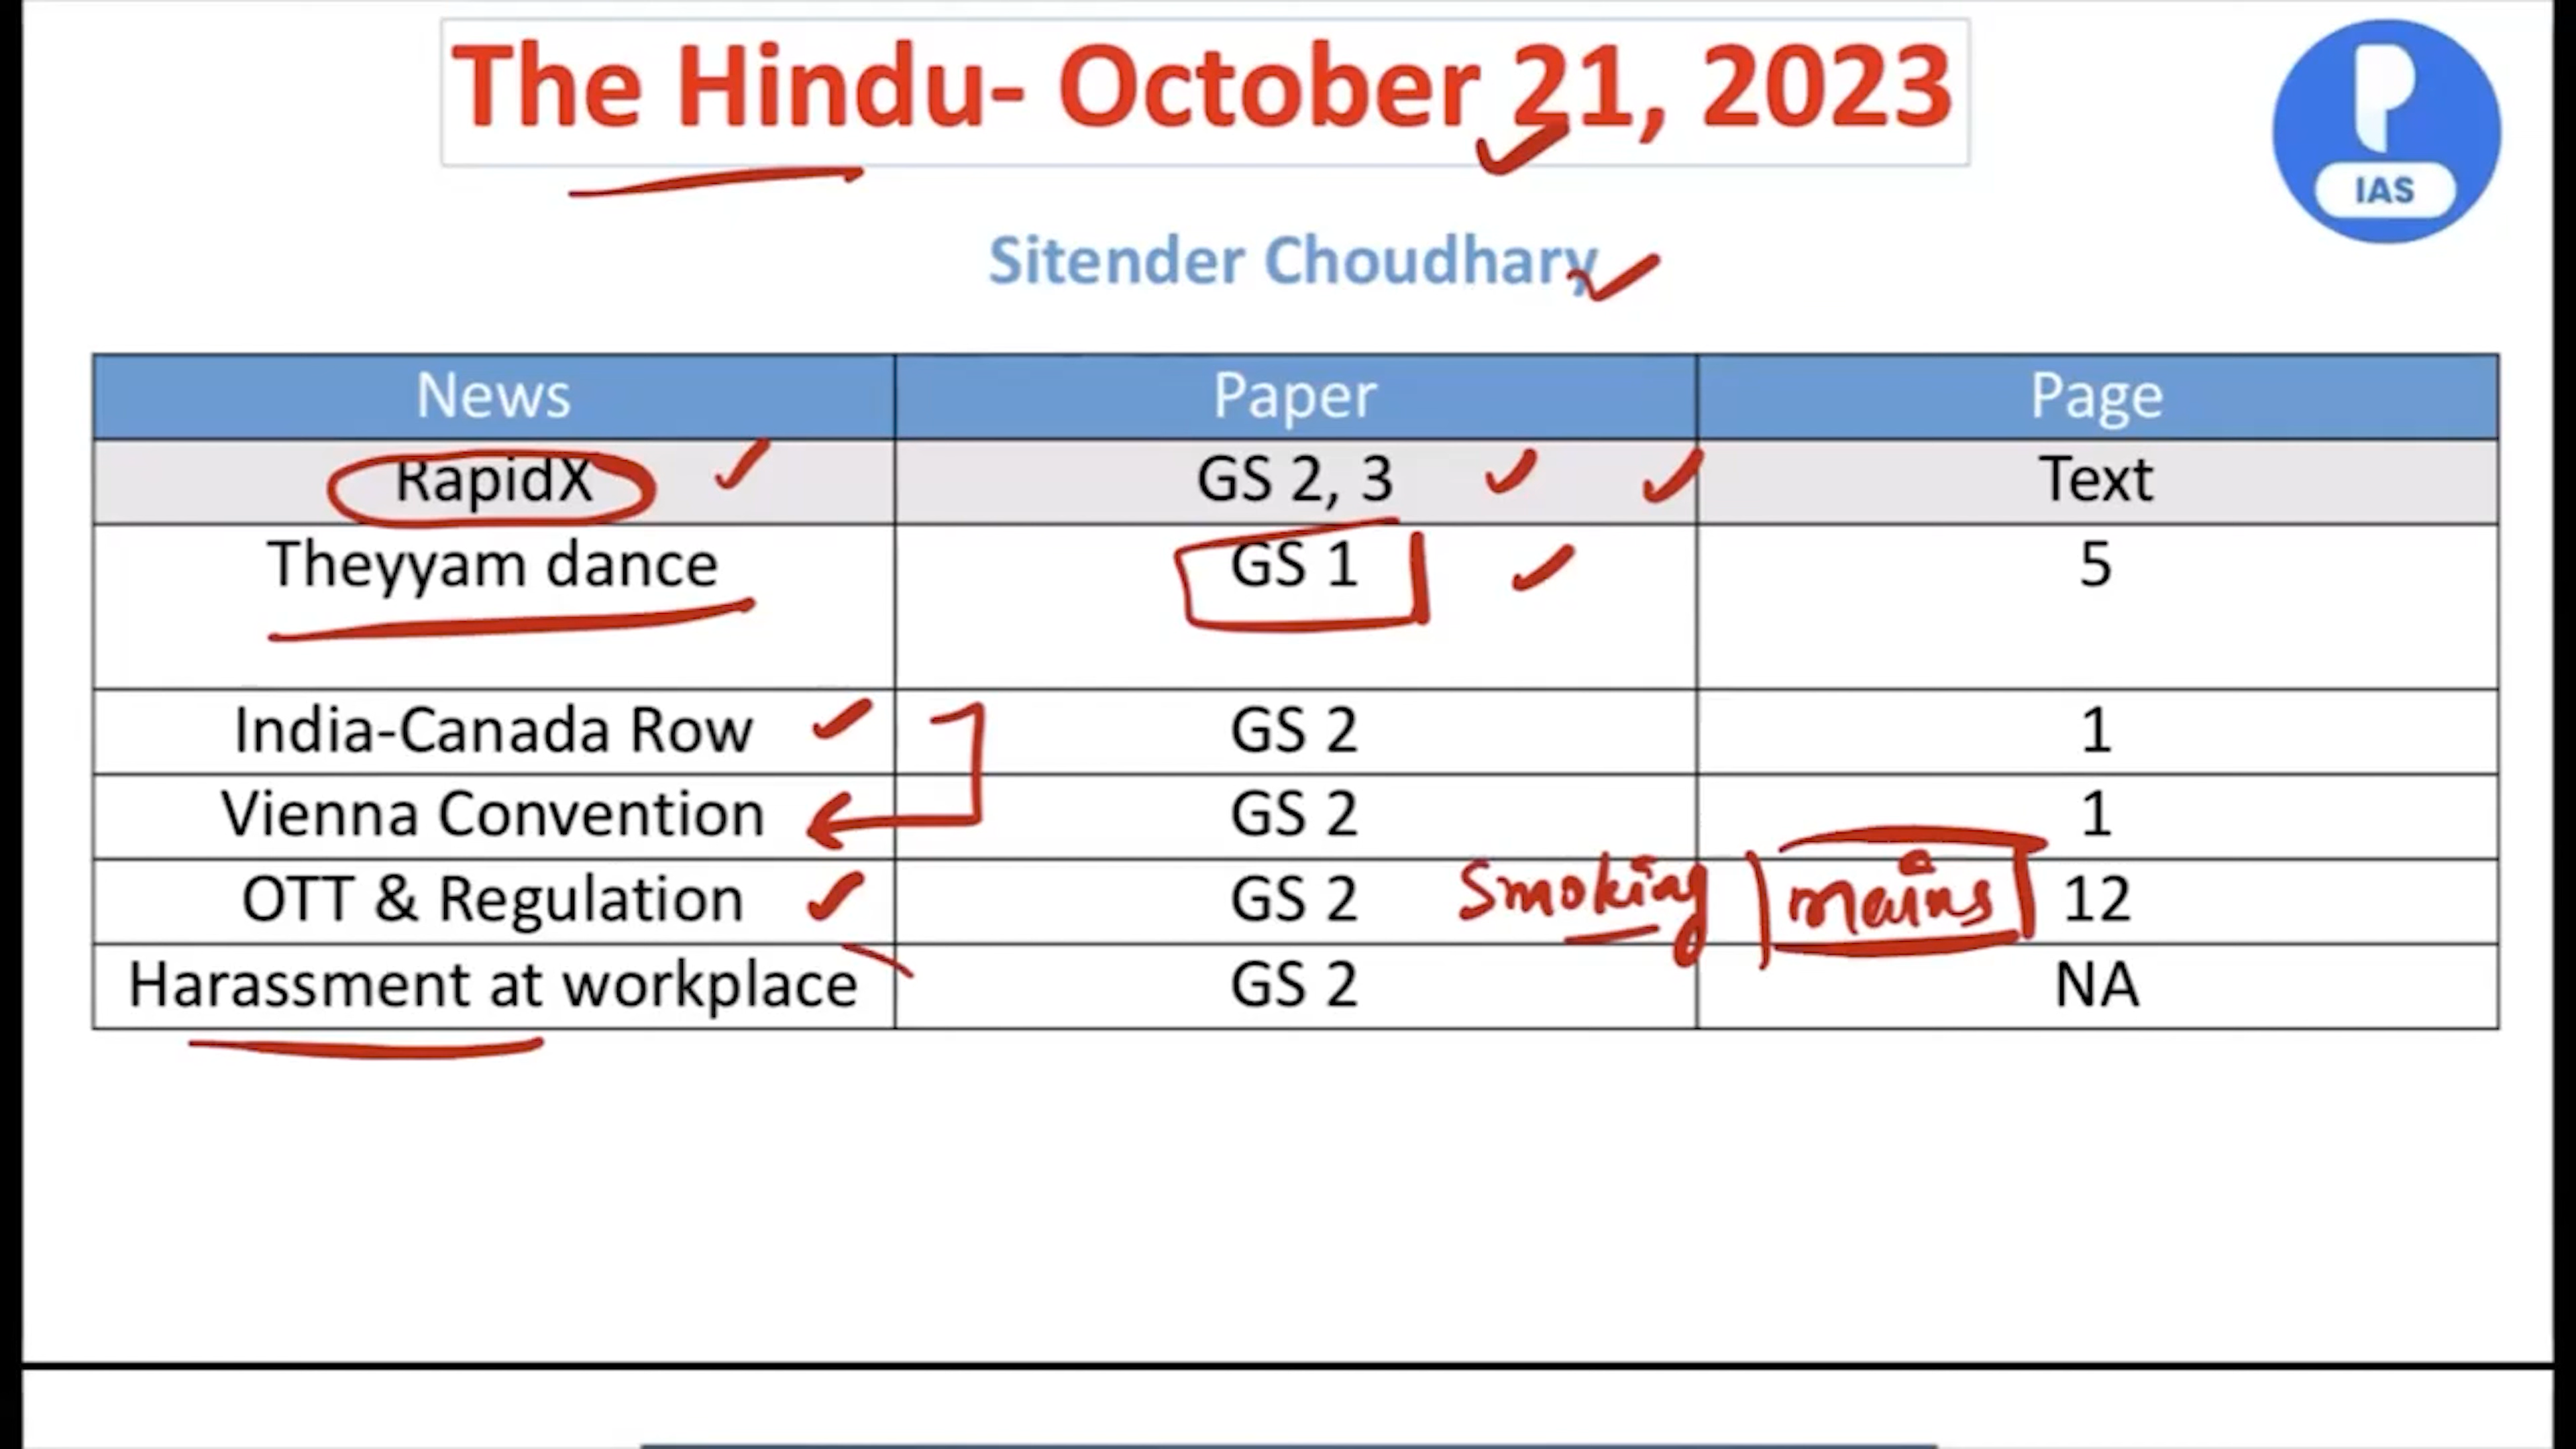 The Hindu- October 21, 2023
IAS
Sitender Choudhary
News Paper Page
RapidX GS 2, 3 Text
Theyyam dance GS 1 5
India-Canada Row GS 2 1
Vienna Convention GS 2 1
OTT & Regulation GS 2 Smoking mains 12
Harassment at workplace GS 2 NA